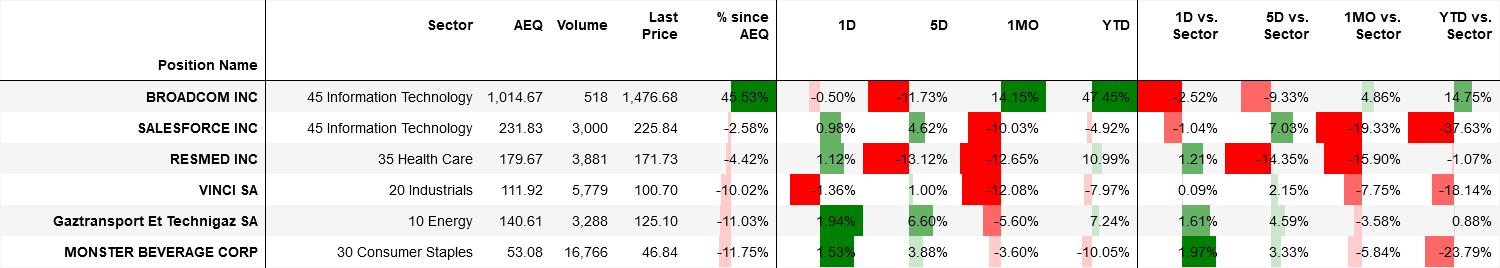 Position Name Sector AEQ Volume Last Price % since AEQ 1D 5D 1MO YTD 1D vs. Sector 5D vs. Sector 1MO vs. Sector YTD vs. Sector
BROADCOM INC 45 Information Technology 1,014.67 518 1,476.68 45.53% -0.50% -11.73% 14.15% 47.45% -2.52% -9.33% 4.86% 14.75%
SALESFORCE INC 45 Information Technology 231.83 3,000 225.84 -2.58% 0.98% 4.62% -10.03% -4.92% -1.04% 7.03% -19.33% -37.63%
RESMED INC 35 Health Care 179.67 3,881 171.73 -4.42% 1.12% -13.12% -12.65% 10.99% 1.21% -14.35% -15.90% -1.07%
VINCI SA 20 Industrials 111.92 5,779 100.70 -10.02% -1.36% 1.00% -12.08% -7.97% 0.09% 2.15% -7.75% -18.14%
Gaztransport Et Technigaz SA 10 Energy 140.61 3,288 125.10 -11.03% 1.94% 6.60% -5.60% 7.24% 1.61% 4.59% -3.58% 0.88%
MONSTER BEVERAGE CORP 30 Consumer Staples 53.08 16,766 46.84 -11.75% 1.53% 3.88% -3.60% -10.05% 1.97% 3.33% -5.84% -23.79%